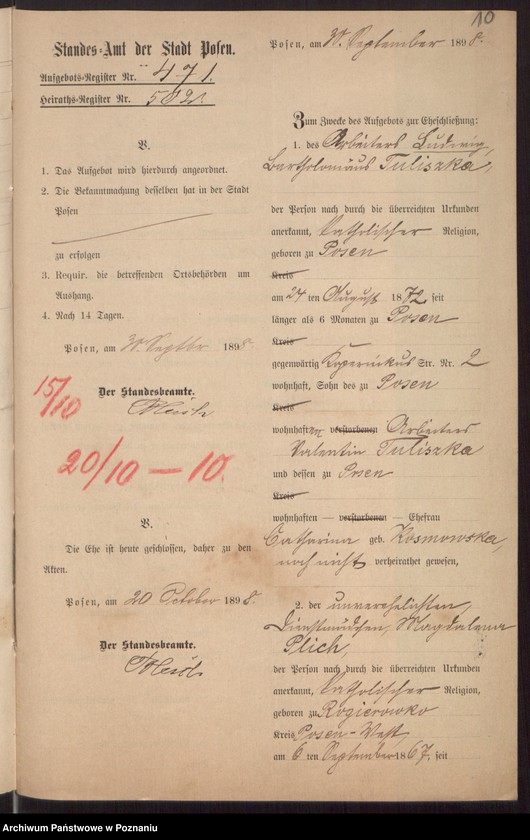 10
Standes-Amt der Stadt Posen.
Aufgebots-Register Nr. 471.
Heiraths-Register Nr.
V.
1. Das Aufgebot wird hierdurch angeordnet.
2. Die Bekanntmachung desselben hat in der Stadt
Posen
zu erfolgen
3. Requir. die betreffenden Ortsbehörden um
Aushang.
4. Nach 14 Tagen.
Posen, am 30. Septbr 1898.
Der Standesbeamte.
15/10
20/10 — 10.
V.
Die Ehe ist heute geschlossen, daher zu den
Akten.
Posen, am 20 October 1898.
Der Standesbeamte.
Posen, am 30. September 1898.
Zum Zwecke des Aufgebots zur Eheschließung:
1. des Arbeiters Ludwig,
Bartholomäus Tuliszka,
der Person nach durch die überreichten Urkunden
anerkannt, katholischer Religion,
geboren zu Posen
Kreis
am 24 ten August 1872 seit
länger als 6 Monaten zu Posen
Kreis
gegenwärtig Kopernikus Str. Nr. 2
wohnhaft, Sohn des zu Posen
Kreis
wohnhaften verstorbenen Arbeiters
Valentin Tuliszka
und dessen zu Posen
Kreis
wohnhaften — verstorbenen — Ehefrau
Catharina geb. Kosmowska,
noch nicht verheirathet gewesen,
2. der unverehelichten,
Dienstmädchen, Magdalena
Plich,
der Person nach durch die überreichten Urkunden
anerkannt, katholischer Religion,
geboren zu Rogierowko
Kreis Posen-West
am 6 ten September 1867. seit
Archiwum Państwowe w Poznaniu